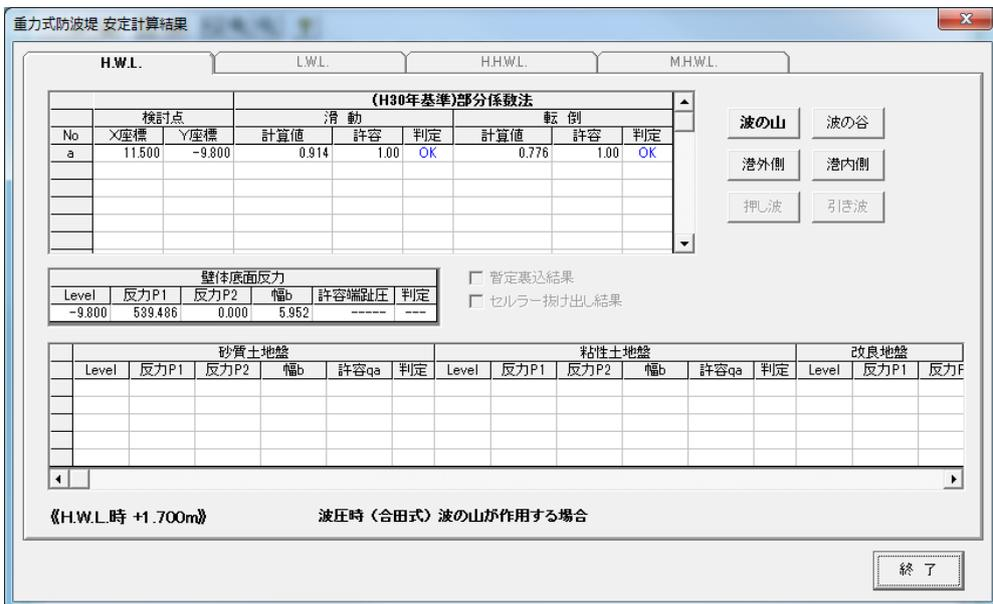 重力式防波堤 安定計算結果
H.W.L. L.W.L. H.H.W.L. M.H.W.L.
(H30年基準)部分係数法
検討点 滑 動 転 倒
No X座標 Y座標 計算値 許容 判定 計算値 許容 判定
a 11.500 -9.800 0.914 1.00 OK 0.776 1.00 OK
波の山 波の谷
港外側 港内側
押し波 引き波
壁体底面反力
Level 反力P1 反力P2 幅b 許容端趾圧 判定
-9.800 539.486 0.000 5.952 ----- ---
暫定裏込結果
セルラー抜け出し結果
砂質土地盤 粘性土地盤 改良地盤
Level 反力P1 反力P2 幅b 許容qa 判定 Level 反力P1 反力P2 幅b 許容qa 判定 Level 反力P1 反力P
《H.W.L.時 +1.700m》 波圧時（合田式）波の山が作用する場合
終 了